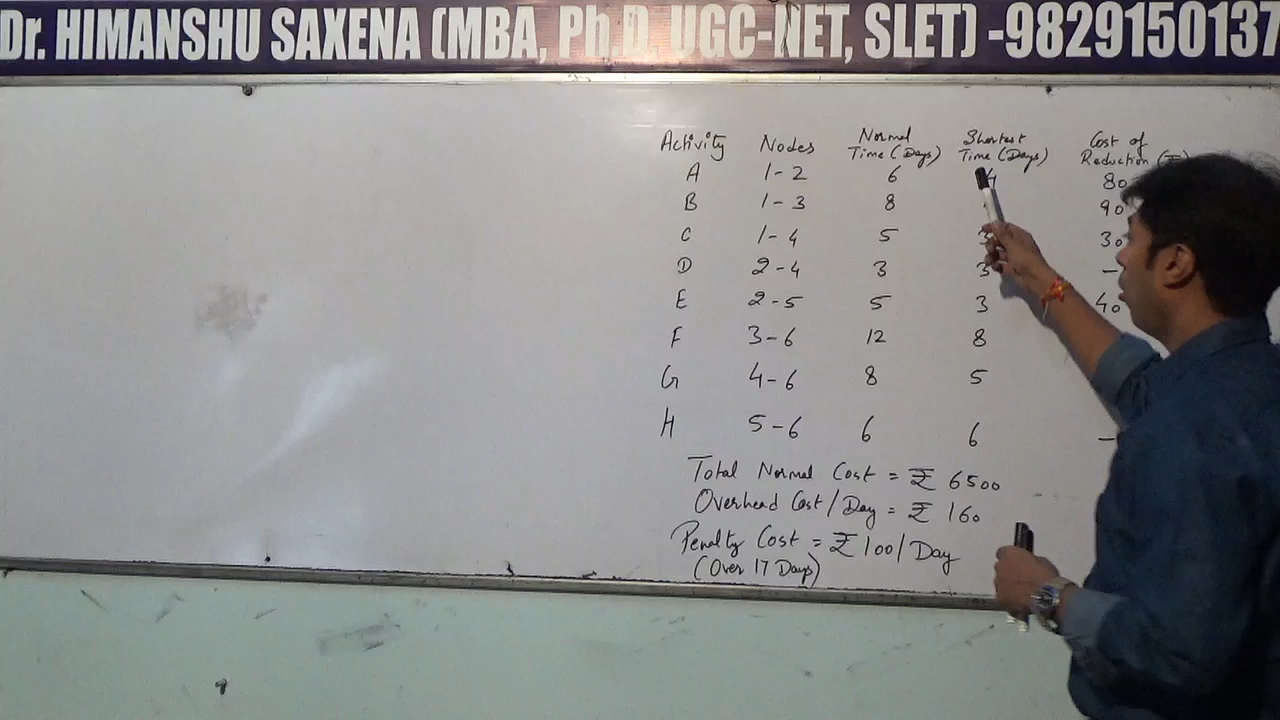 Dr. HIMANSHU SAXENA (MBA, Ph.D, UGC-NET, SLET) -9829150137
Activity Nodes Normal Time (Days) Shortest Time (Days) Cost of Reduction (₹)
A 1-2 6 4 80
B 1-3 8 90
C 1-4 5 3 30
D 2-4 3 3 -
E 2-5 5 3 40
F 3-6 12 8
G 4-6 8 5
H 5-6 6 6 -
Total Normal Cost = ₹ 6500
Overhead Cost/Day = ₹ 160
Penalty Cost = ₹ 100/Day
(Over 17 Days)